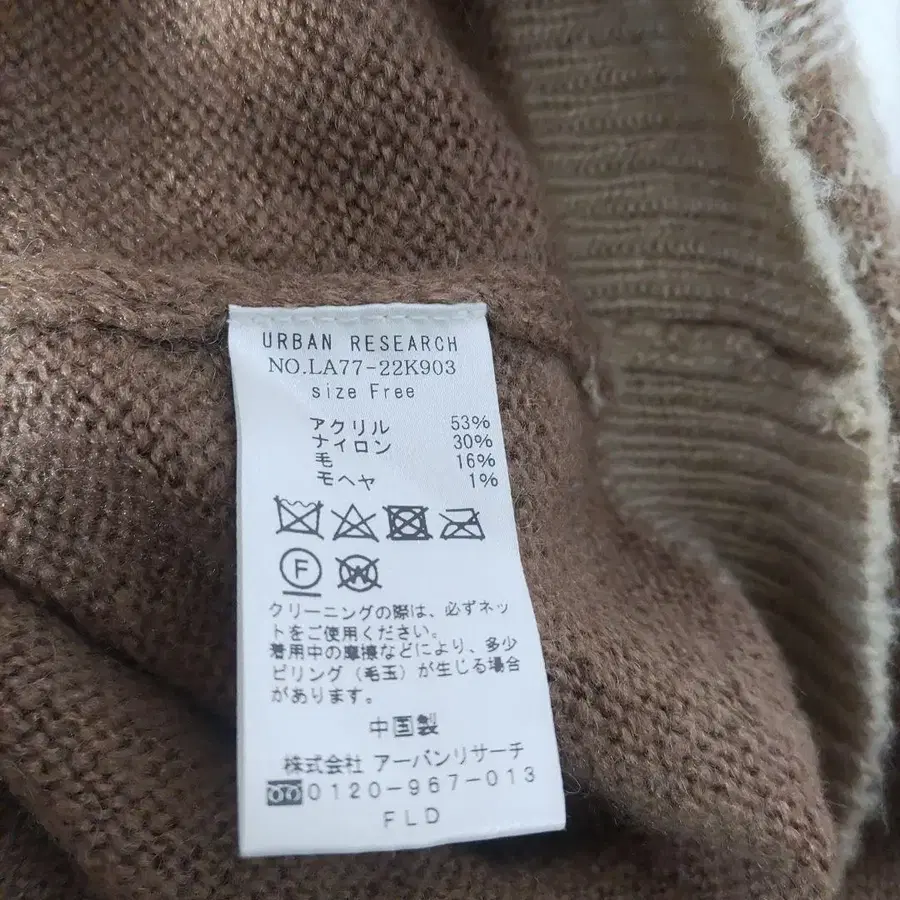 URBAN RESEARCH
NO.LA77-22K903
size Free
アクリル 53%
ナイロン 30%
毛 16%
モヘヤ 1%
F W
クリーニングの際は、必ずネッ
トをご使用ください。
着用中の摩擦などにより、多少
ピリング（毛玉）が生じる場合
があります。
中国製
株式会社 アーバンリサーチ
0120-967-013
FLD